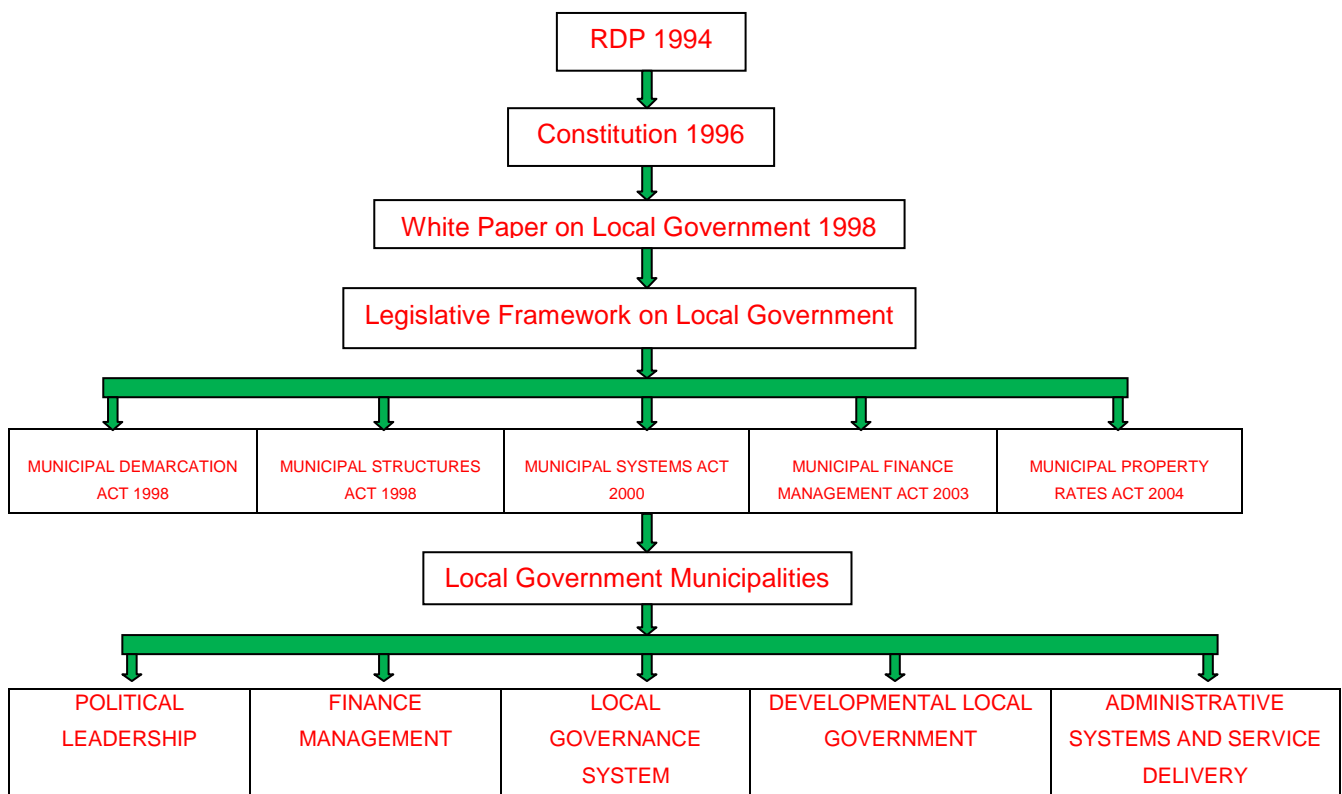 RDP 1994
Constitution 1996
White Paper on Local Government 1998
Legislative Framework on Local Government
MUNICIPAL DEMARCATION
ACT 1998
MUNICIPAL STRUCTURES
ACT 1998
MUNICIPAL SYSTEMS ACT
2000
MUNICIPAL FINANCE
MANAGEMENT ACT 2003
MUNICIPAL PROPERTY
RATES ACT 2004
Local Government Municipalities
POLITICAL
LEADERSHIP
FINANCE
MANAGEMENT
LOCAL
GOVERNANCE
SYSTEM
DEVELOPMENTAL LOCAL
GOVERNMENT
ADMINISTRATIVE
SYSTEMS AND SERVICE
DELIVERY